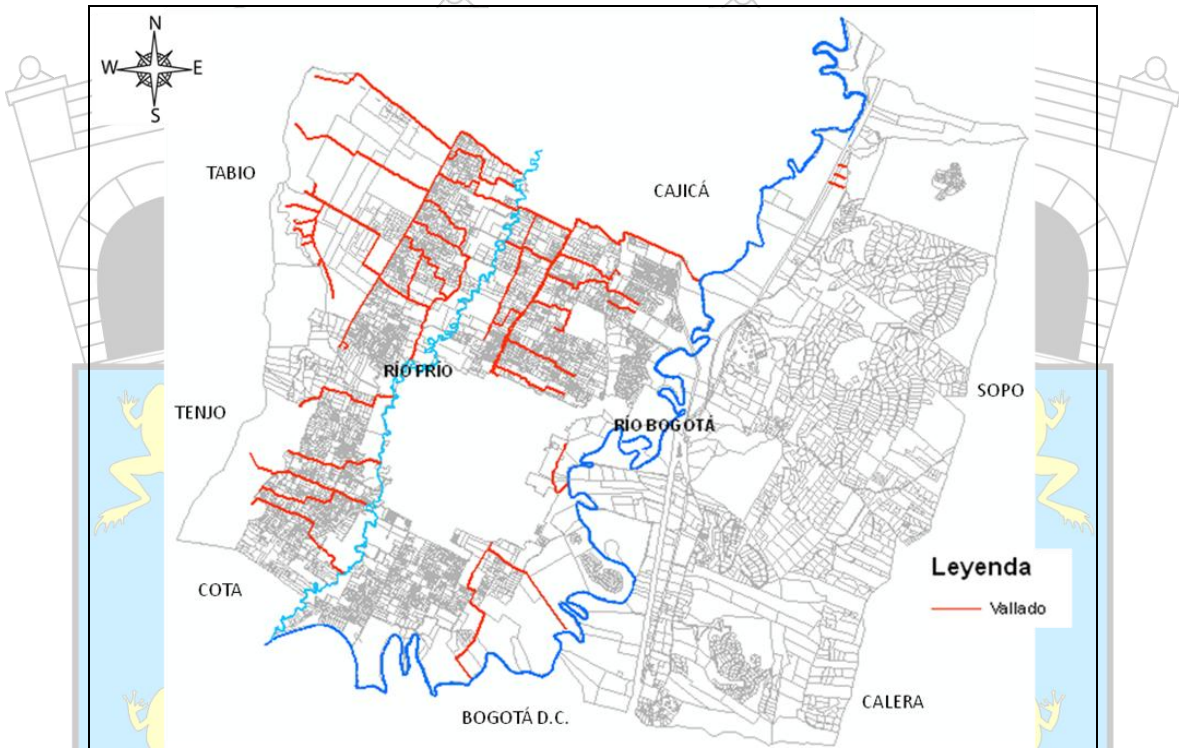 N
W E
S
TABIO
CAJICÁ
RÍO FRÍO
TENJO
SOPO
RÍO BOGOTÁ
Leyenda
COTA
Vallado
CALERA
BOGOTÁ D.C.